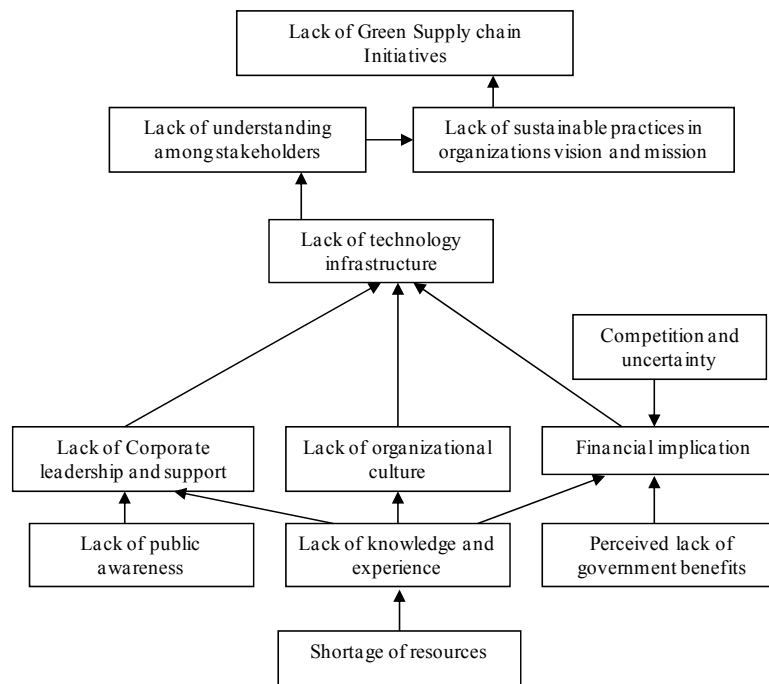 Lack of Green Supply chain
Initiatives
Lack of understanding
among stakeholders
Lack of sustainable practices in
organizations vision and mission
Lack of technology
infrastructure
Competition and
uncertainty
Lack of Corporate
leadership and support
Lack of organizational
culture
Financial implication
Lack of public
awareness
Lack of knowledge and
experience
Perceived lack of
government benefits
Shortage of resources